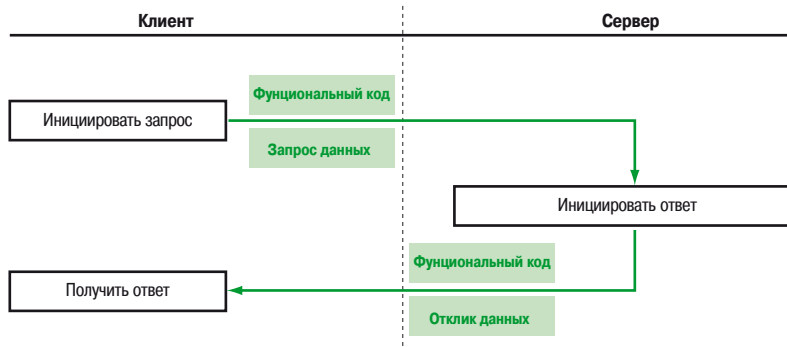 Клиент
Сервер
Фунциональный код
Инициировать запрос
Запрос данных
Инициировать ответ
Фунциональный код
Получить ответ
Отклик данных